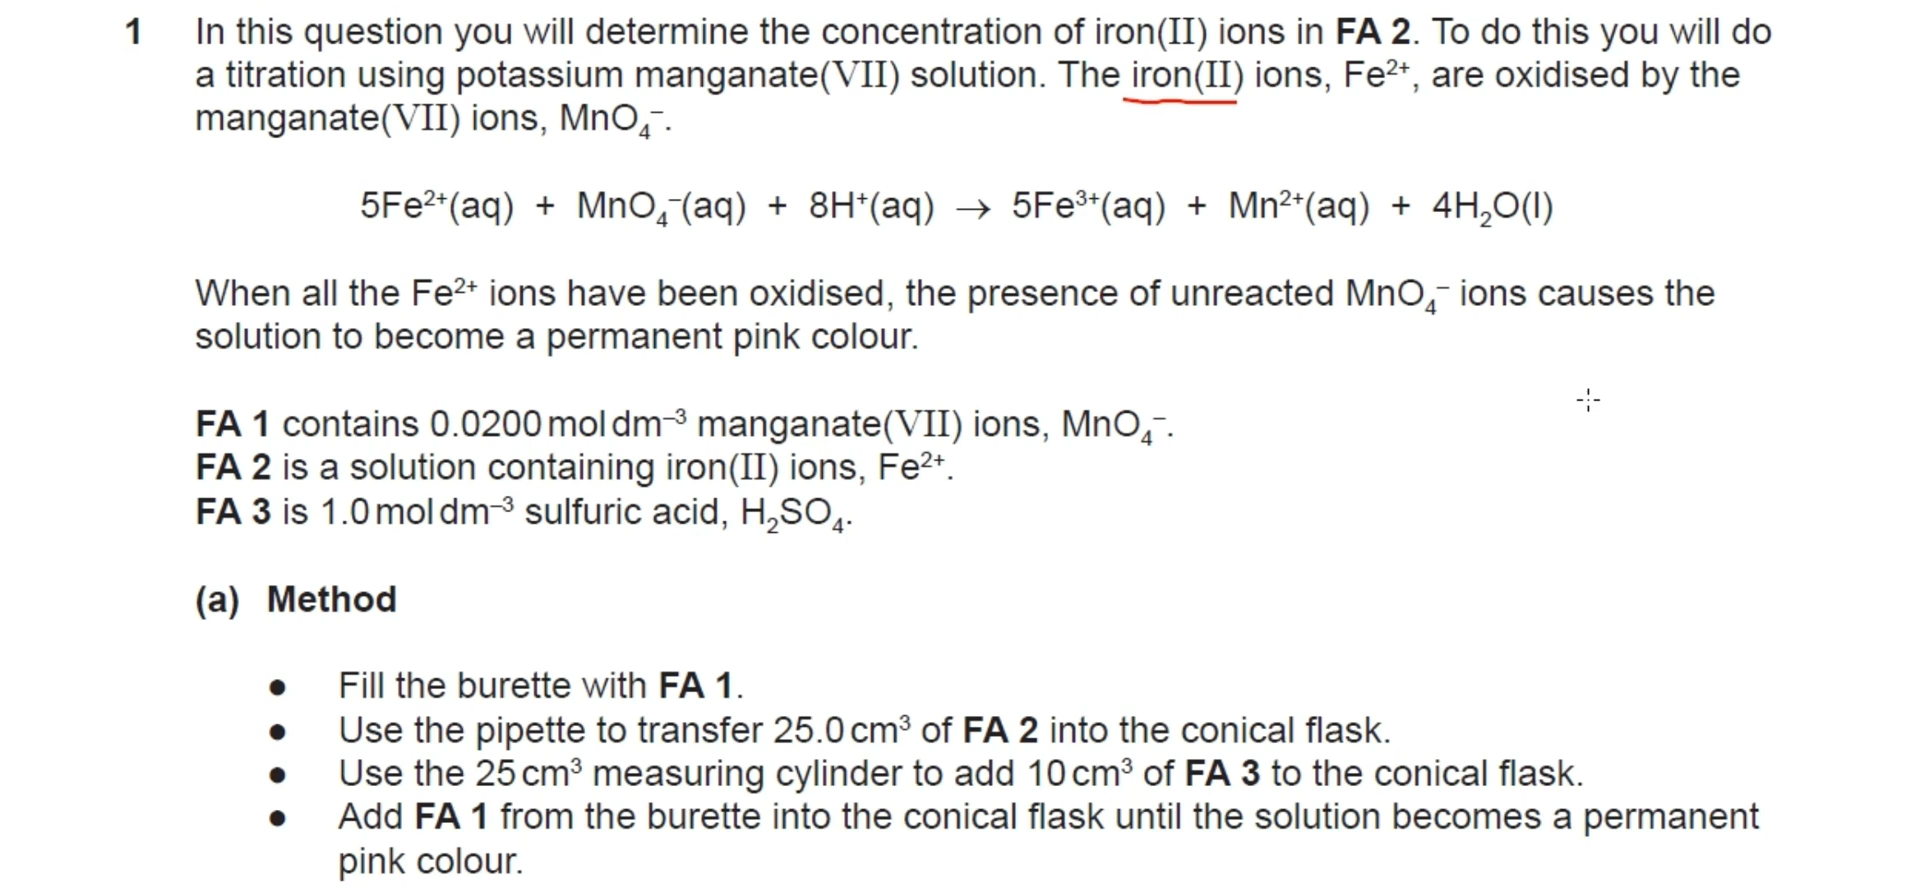 1 In this question you will determine the concentration of iron(II) ions in FA 2. To do this you will do
a titration using potassium manganate(VII) solution. The iron(II) ions, Fe²⁺, are oxidised by the
manganate(VII) ions, MnO₄⁻.
5Fe²⁺(aq) + MnO₄⁻(aq) + 8H⁺(aq) → 5Fe³⁺(aq) + Mn²⁺(aq) + 4H₂O(l)
When all the Fe²⁺ ions have been oxidised, the presence of unreacted MnO₄⁻ ions causes the
solution to become a permanent pink colour.
FA 1 contains 0.0200 mol dm⁻³ manganate(VII) ions, MnO₄⁻.
FA 2 is a solution containing iron(II) ions, Fe²⁺.
FA 3 is 1.0 mol dm⁻³ sulfuric acid, H₂SO₄.
(a) Method
● Fill the burette with FA 1.
● Use the pipette to transfer 25.0 cm³ of FA 2 into the conical flask.
● Use the 25 cm³ measuring cylinder to add 10 cm³ of FA 3 to the conical flask.
● Add FA 1 from the burette into the conical flask until the solution becomes a permanent
pink colour.